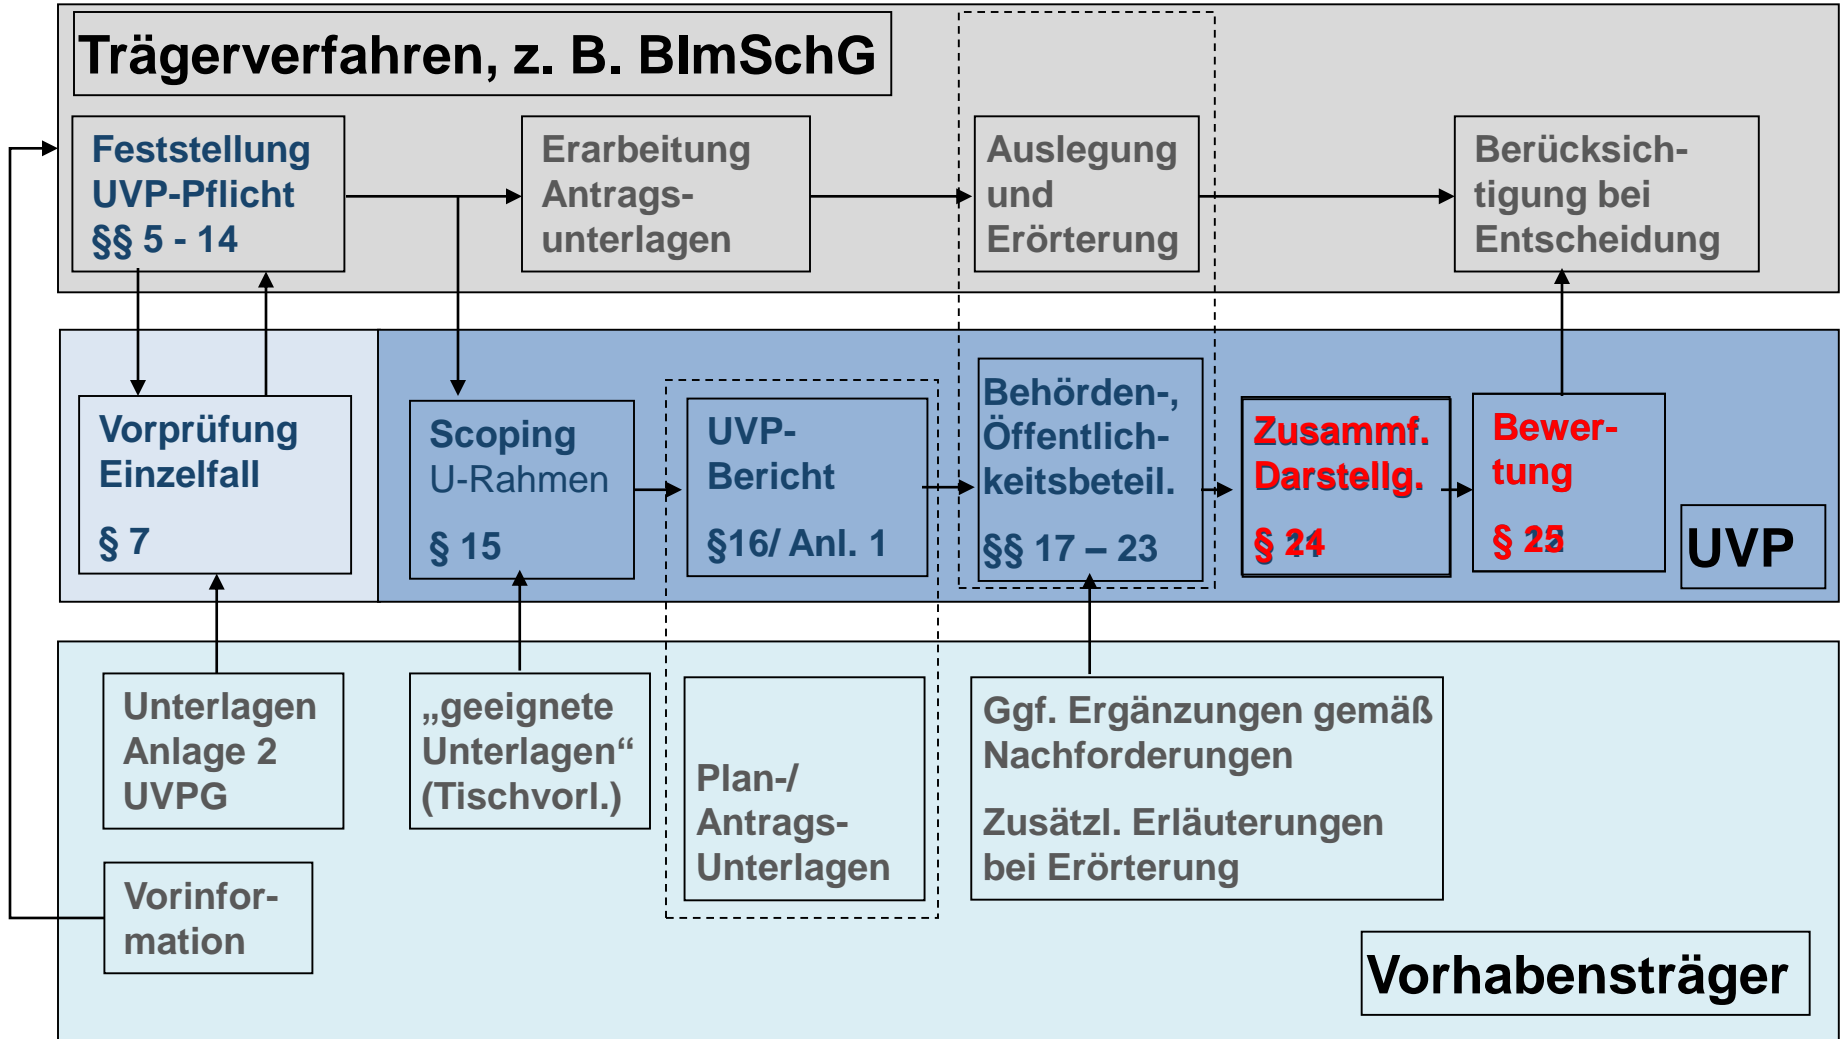 Trägerverfahren, z. B. BImSchG
Feststellung
UVP-Pflicht
§§ 5 - 14
Erarbeitung
Antrags-
unterlagen
Auslegung
und
Erörterung
Berücksich-
tigung bei
Entscheidung
Vorprüfung
Einzelfall
§ 7
Scoping
U-Rahmen
§ 15
UVP-
Bericht
§16/ Anl. 1
Behörden-,
Öffentlich-
keitsbeteil.
§§ 17 – 23
Zusammf.
Darstellg.
§ 24
Bewer-
tung
§ 25
UVP
Unterlagen
Anlage 2
UVPG
„geeignete
Unterlagen“
(Tischvorl.)
Plan-/
Antrags-
Unterlagen
Ggf. Ergänzungen gemäß
Nachforderungen
Zusätzl. Erläuterungen
bei Erörterung
Vorinfor-
mation
Vorhabensträger